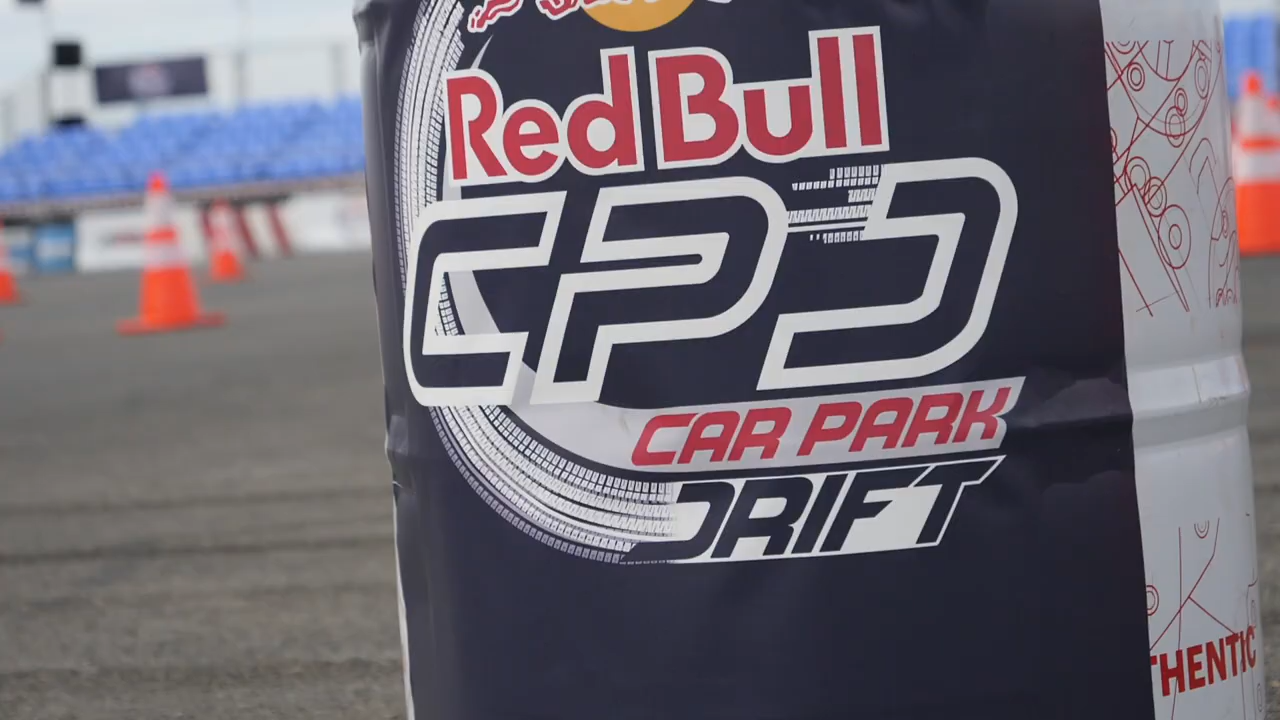 Red Bull
CPD
CAR PARK
DRIFT
THENTIC